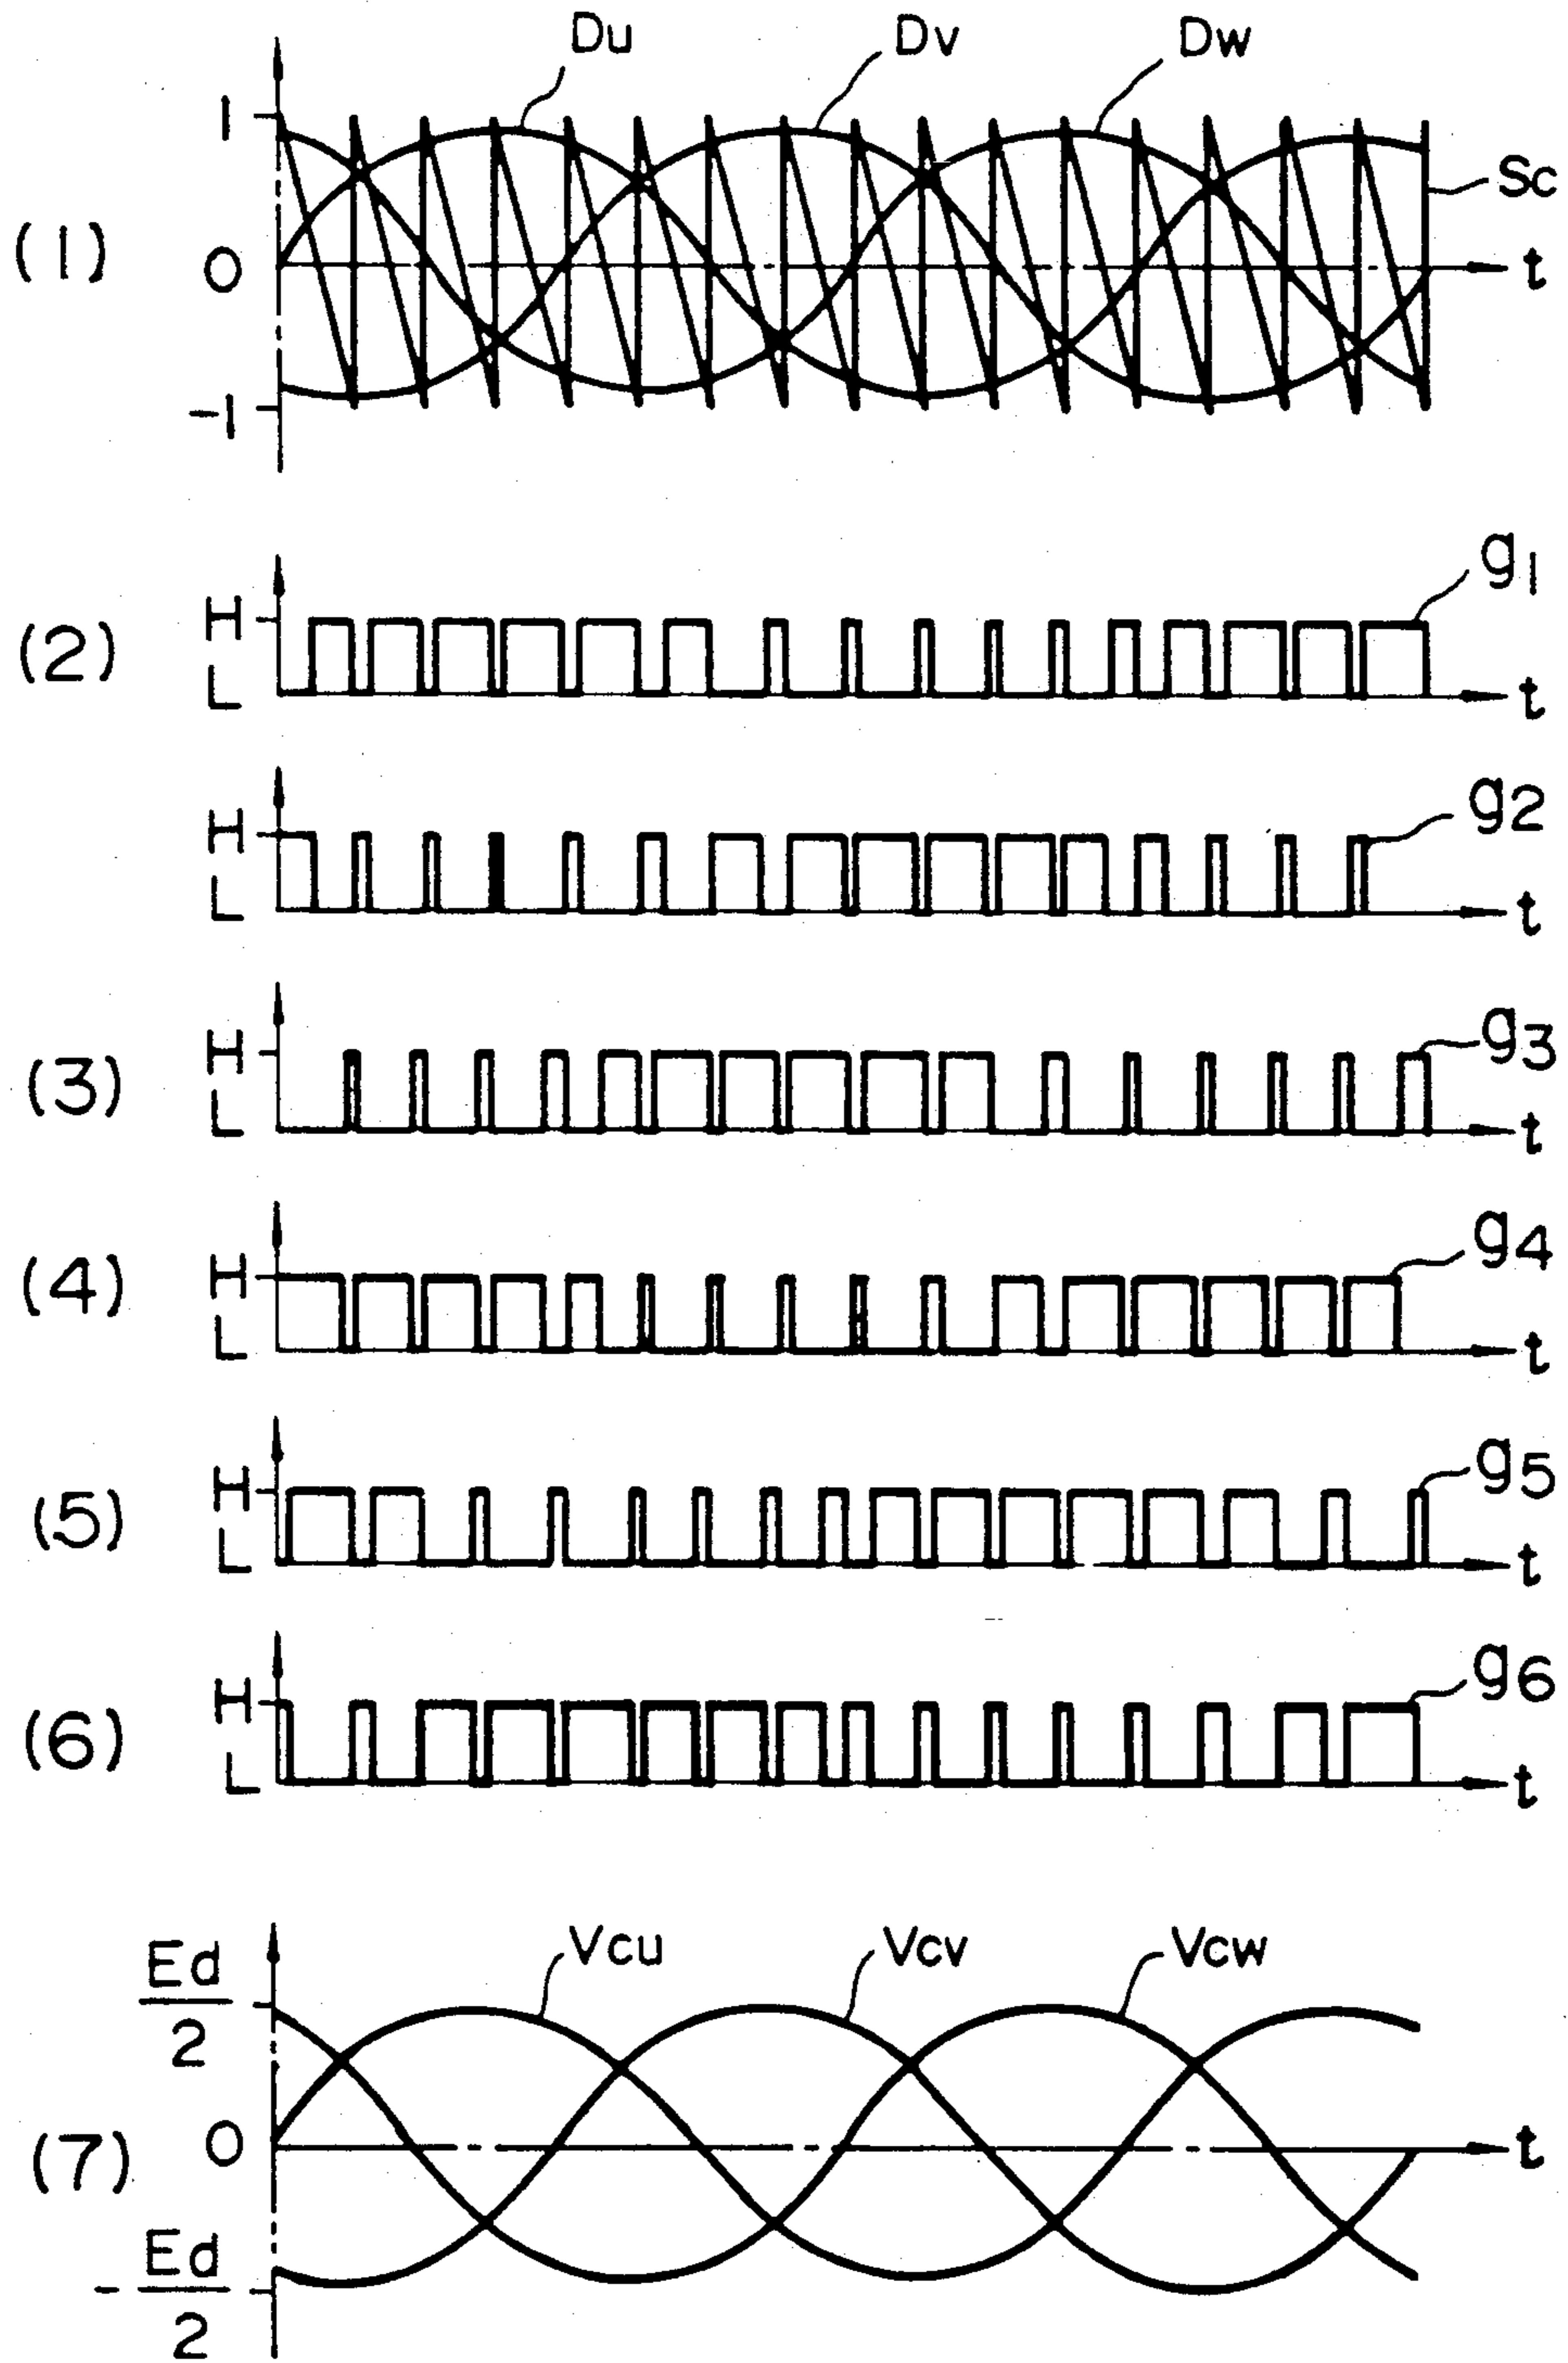 Du Dv Dw
1
Sc
(1) 0 t
-1
g1
(2) H
L t
g2
H
L t
g3
(3) H
L t
g4
(4) H
L t
g5
(5) H
L t
g6
(6) H
L t
Vcu Vcv Vcw
Ed
2
(7) 0 t
- Ed
2